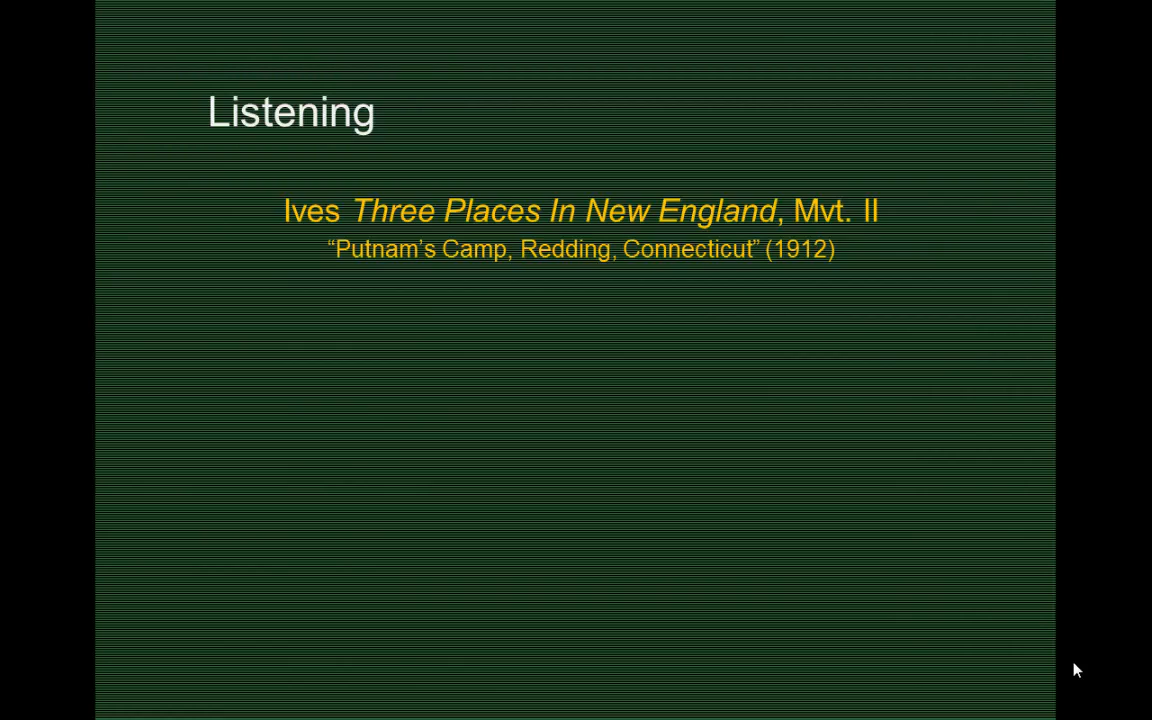 Listening
Ives Three Places In New England, Mvt. II
“Putnam’s Camp, Redding, Connecticut” (1912)